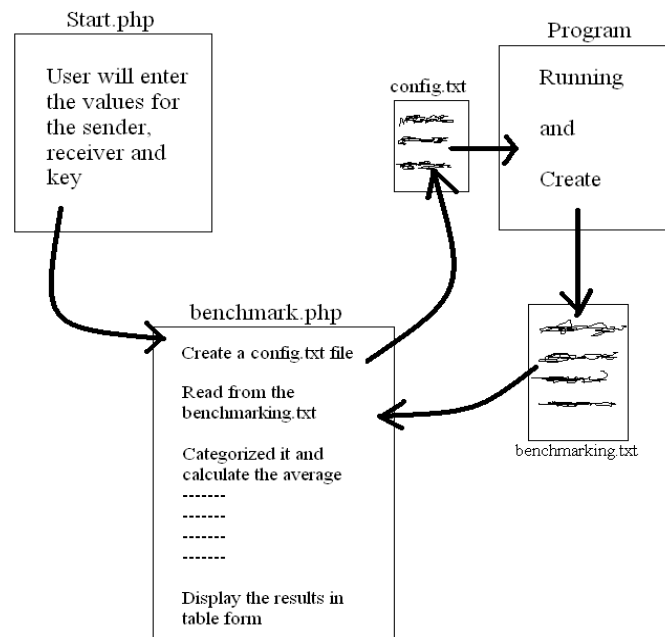 Start.php
User will enter
the values for
the sender,
receiver and
key
config.txt
Program
Running
and
Create
benchmark.php
Create a config.txt file
Read from the
benchmarking.txt
Categorized it and
calculate the average
-------
-------
-------
-------
Display the results in
table form
benchmarking.txt